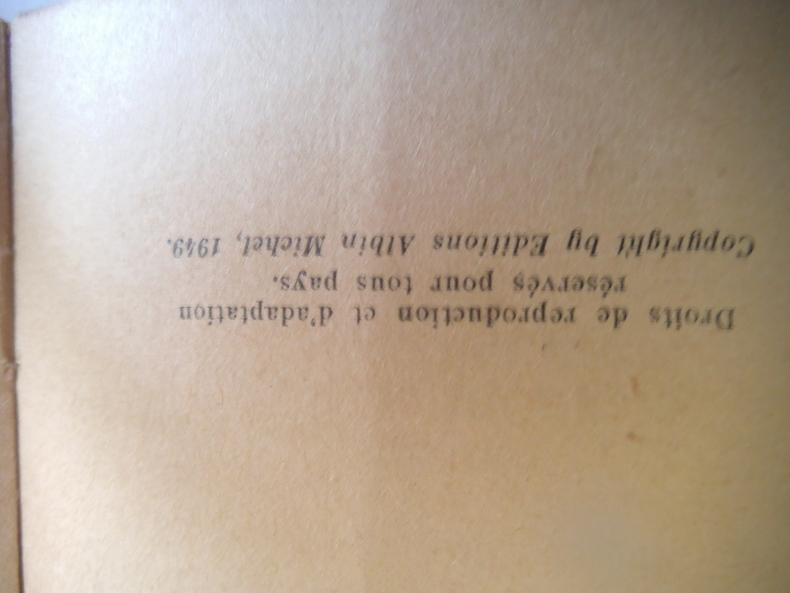 Droits de reproduction et d'adaptation
réservés pour tous pays.
Copyright by Editions Albin Michel, 1949.